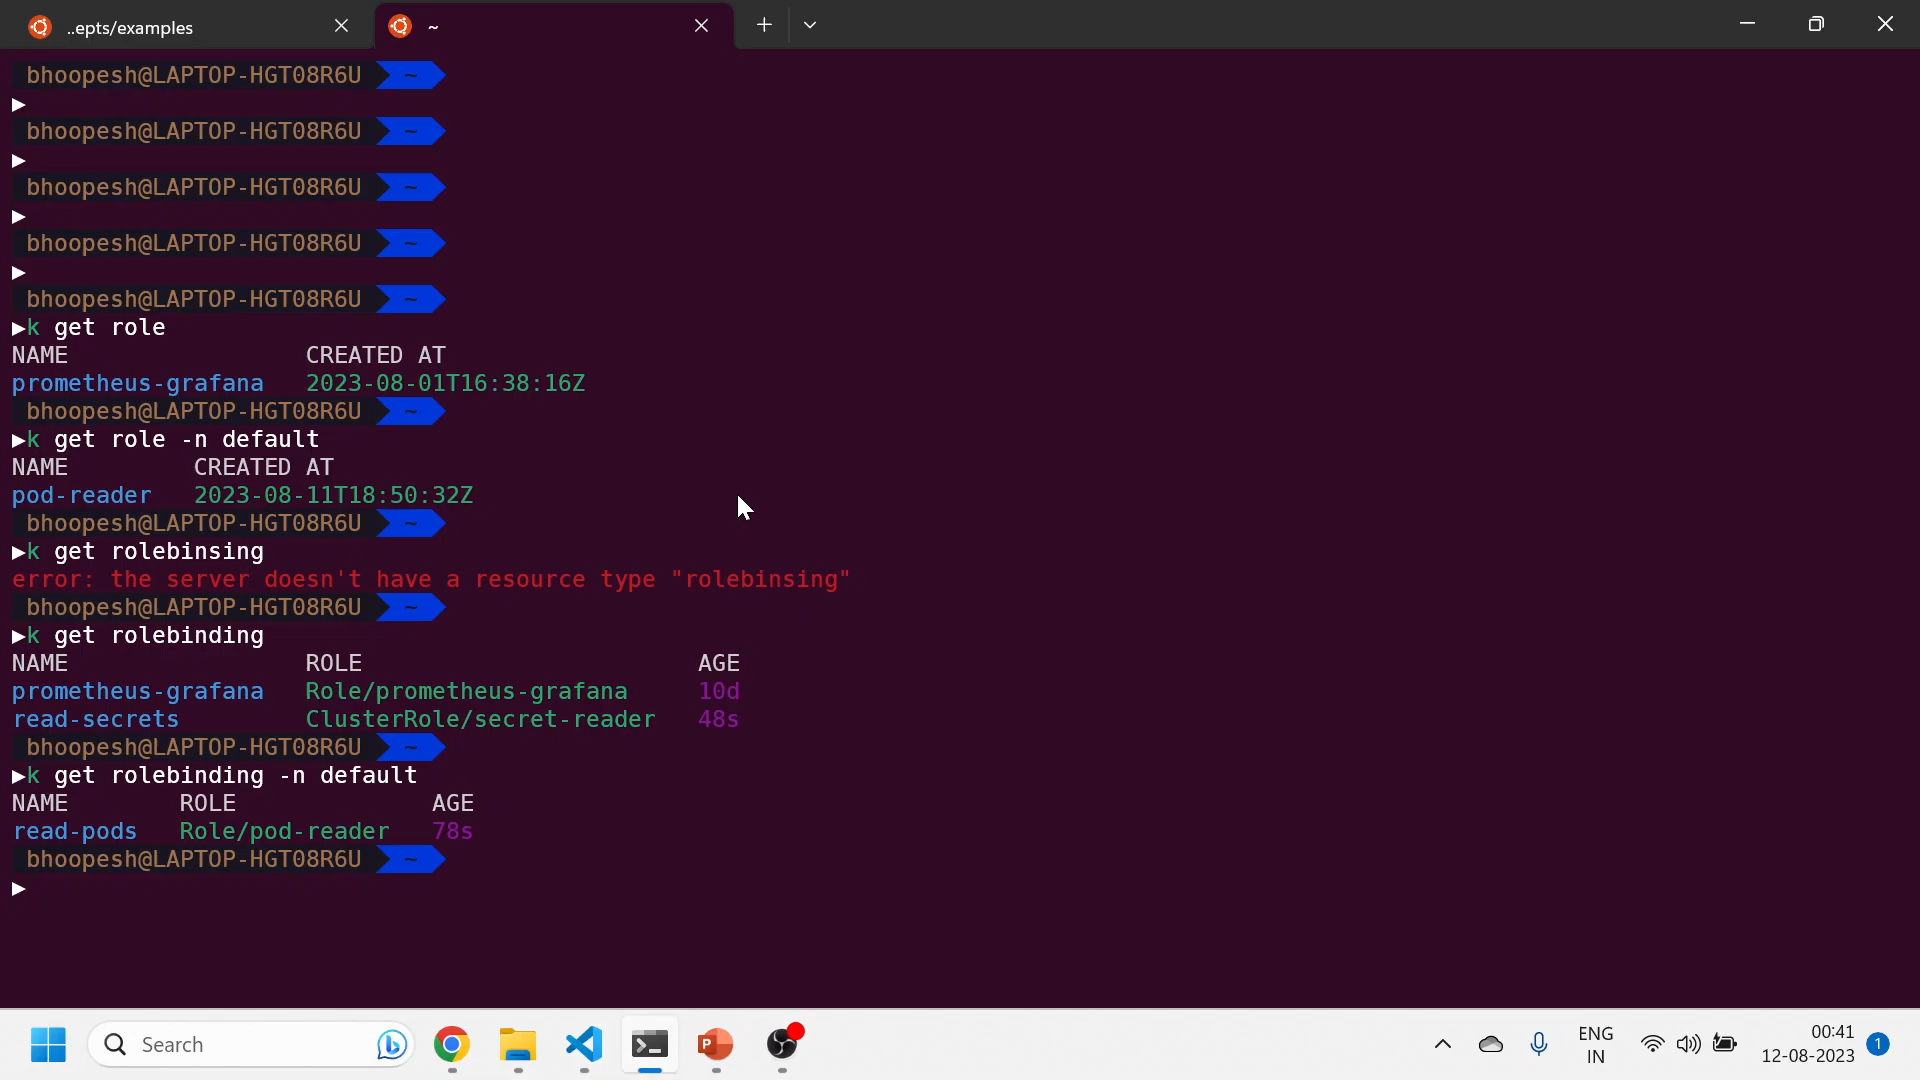 ..epts/examples
~
bhoopesh@LAPTOP-HGT08R6U ~
bhoopesh@LAPTOP-HGT08R6U ~
bhoopesh@LAPTOP-HGT08R6U ~
bhoopesh@LAPTOP-HGT08R6U ~
bhoopesh@LAPTOP-HGT08R6U ~
▶k get role
NAME CREATED AT
prometheus-grafana 2023-08-01T16:38:16Z
bhoopesh@LAPTOP-HGT08R6U ~
▶k get role -n default
NAME CREATED AT
pod-reader 2023-08-11T18:50:32Z
bhoopesh@LAPTOP-HGT08R6U ~
▶k get rolebinsing
error: the server doesn't have a resource type "rolebinsing"
bhoopesh@LAPTOP-HGT08R6U ~
▶k get rolebinding
NAME ROLE AGE
prometheus-grafana Role/prometheus-grafana 10d
read-secrets ClusterRole/secret-reader 48s
bhoopesh@LAPTOP-HGT08R6U ~
▶k get rolebinding -n default
NAME ROLE AGE
read-pods Role/pod-reader 78s
bhoopesh@LAPTOP-HGT08R6U ~
Search
P
ENG
IN
00:41
12-08-2023
1